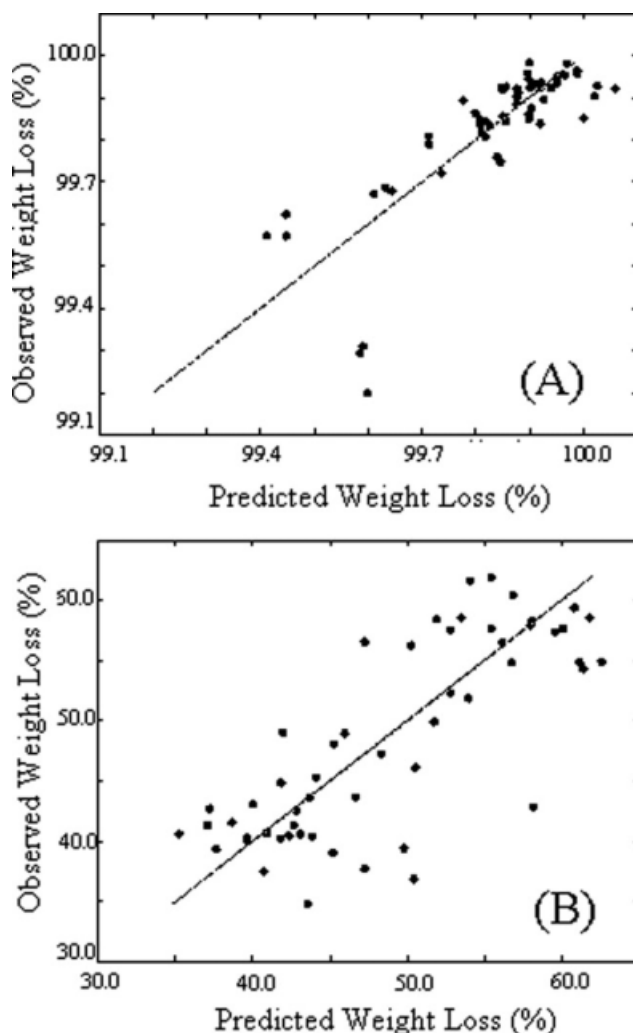 100.0
99.7
99.4
99.1
Observed Weight Loss (%)
(A)
99.1 99.4 99.7 100.0
Predicted Weight Loss (%)
60.0
50.0
40.0
30.0
Observed Weight Loss (%)
(B)
30.0 40.0 50.0 60.0
Predicted Weight Loss (%)